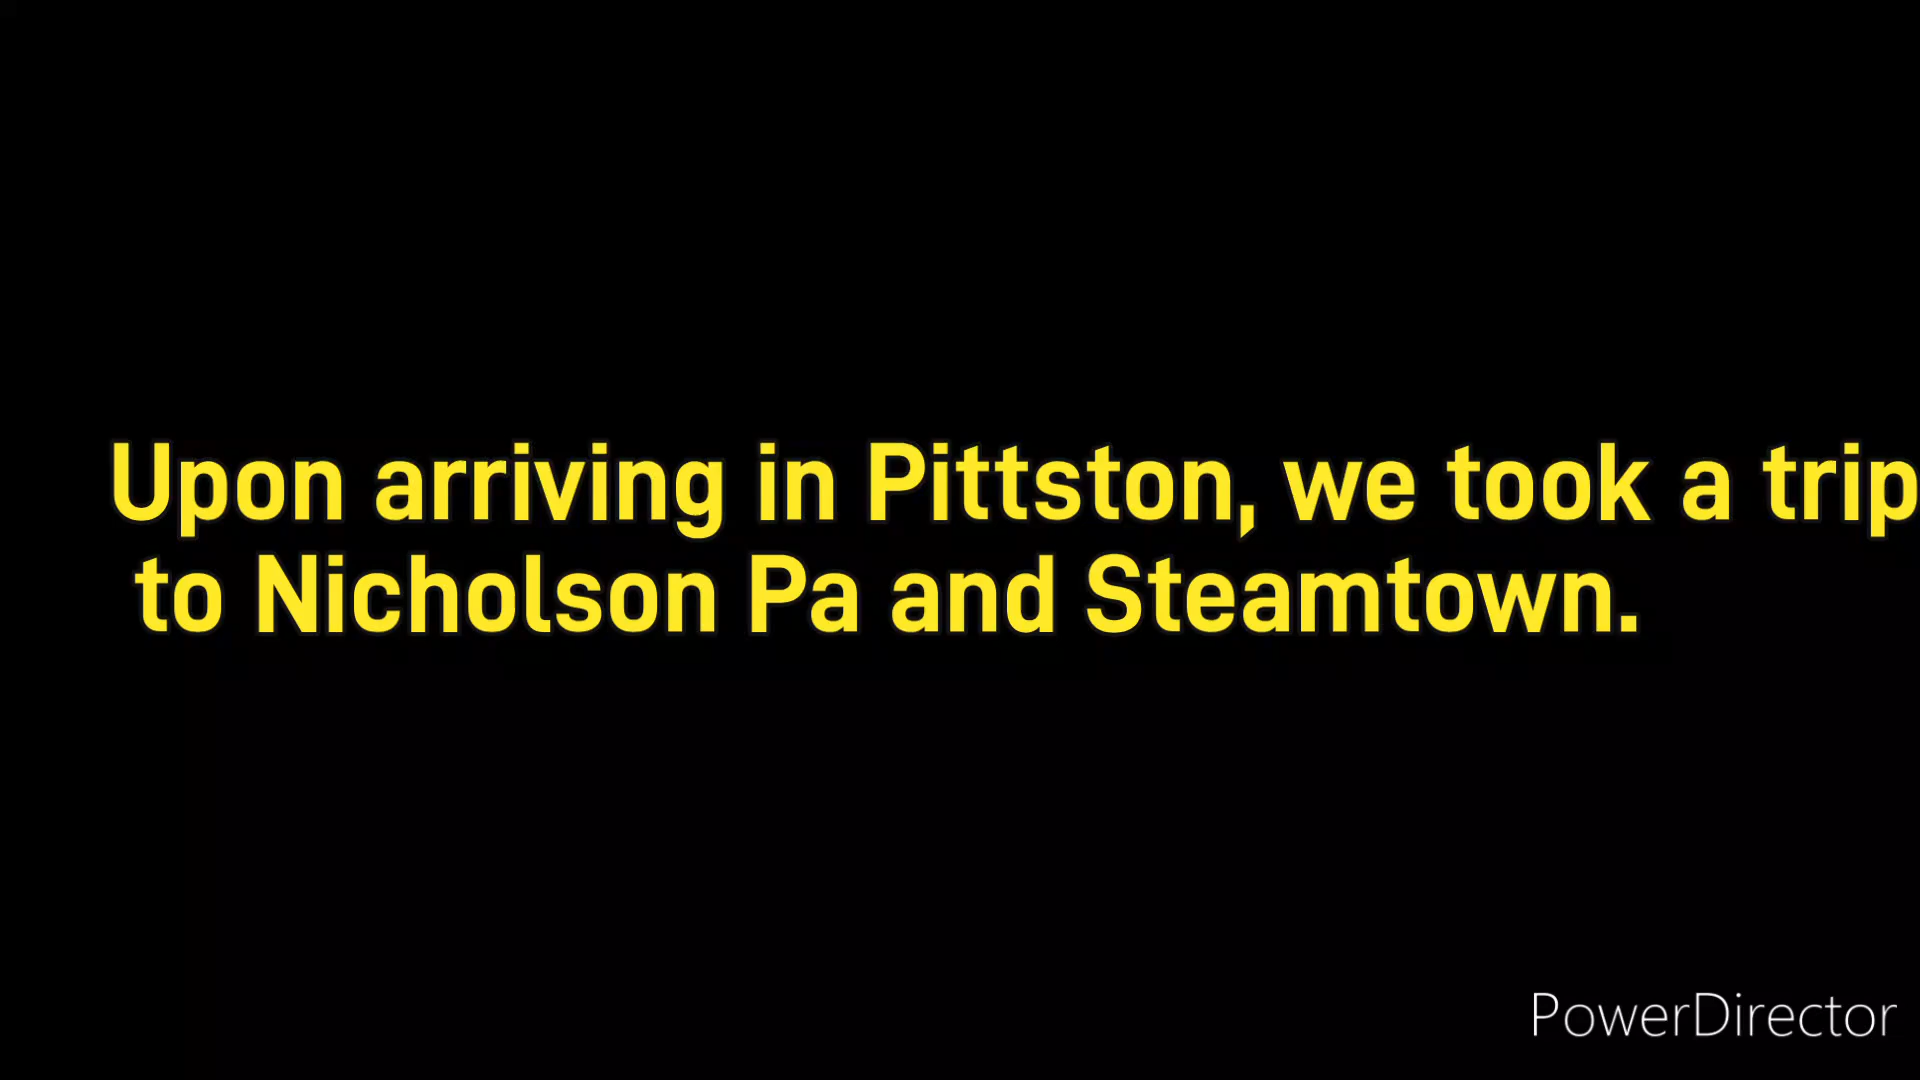 Upon arriving in Pittston, we took a trip
to Nicholson Pa and Steamtown.
PowerDirector